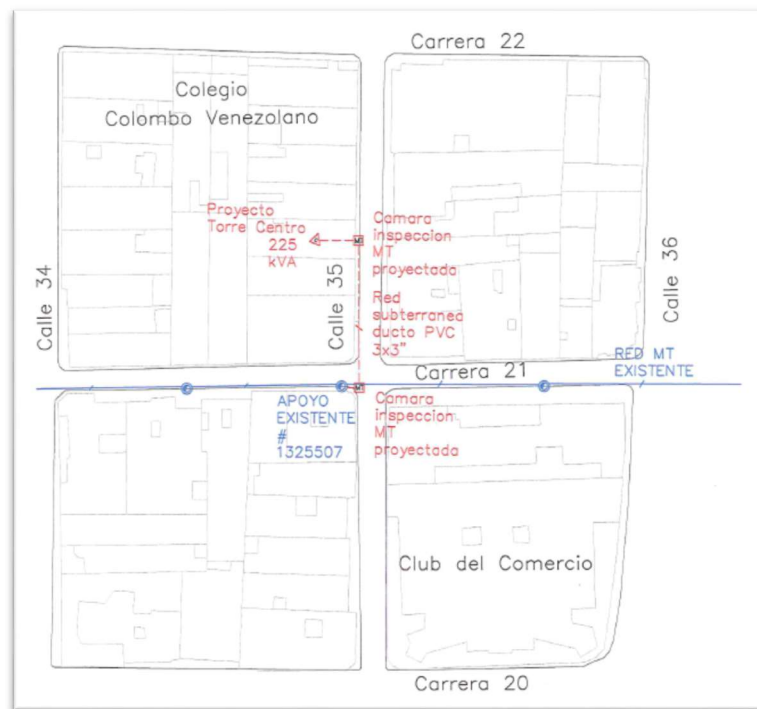 Carrera 22
Colegio
Colombo Venezolano
Proyecto
Torre Centro
225
kVA
Camara
inspeccion
MT
proyectada
Calle 34
Calle 35
Calle 36
Red
subterranea
ducto PVC
3x3"
Carrera 21
RED MT
EXISTENTE
APOYO
EXISTENTE
#
1325507
Camara
inspeccion
MT
proyectada
Club del Comercio
Carrera 20